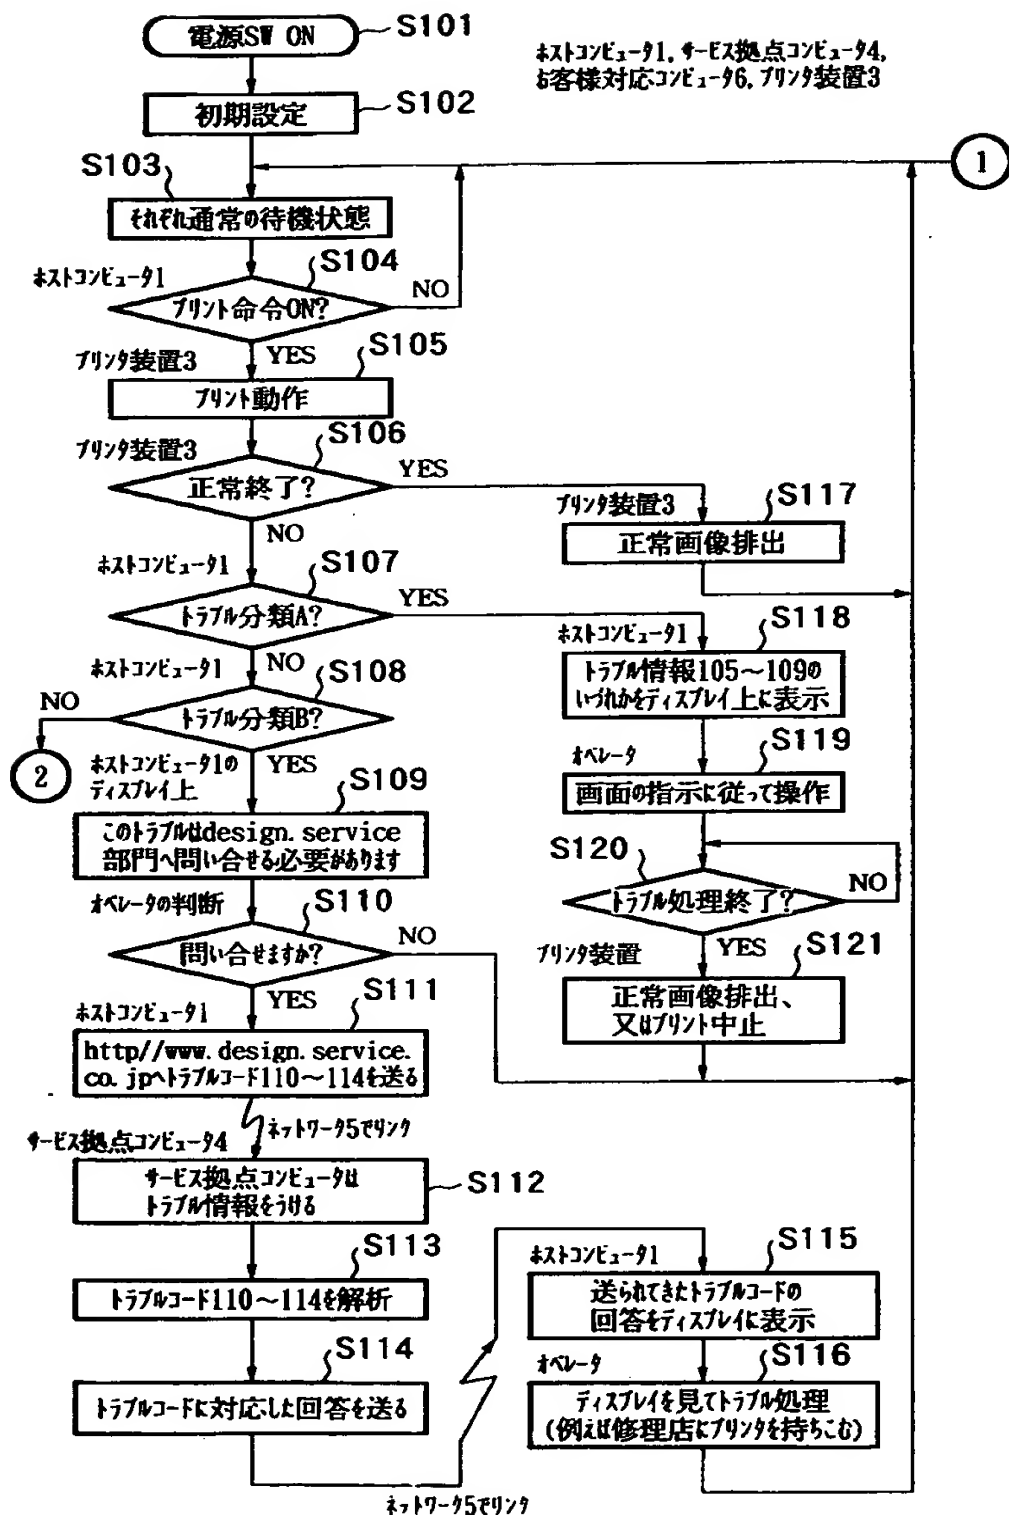 電源SW ON
S101
ホストコンピュータ1, サービス拠点コンピュータ4,
お客様対応コンピュータ6, プリンタ装置3
初期設定
S102
1
S103
それぞれ通常の待機状態
S104
ホストコンピュータ1
プリント命令ON?
NO
YES
S105
プリンタ装置3
プリント動作
S106
プリンタ装置3
正常終了?
YES
NO
プリンタ装置3
S117
正常画像排出
ホストコンピュータ1
S107
トラブル分類A?
YES
NO
ホストコンピュータ1
S118
トラブル情報105～109の
いづれかをディスプレイ上に表示
ホストコンピュータ1
S108
トラブル分類B?
NO
2
YES
オペレータ
S119
画面の指示に従って操作
ホストコンピュータ1の
ディスプレイ上
S109
このトラブルはdesign.service
部門へ問い合せる必要があります
S120
トラブル処理終了?
NO
YES
オペレータの判断
S110
問い合せますか?
NO
YES
プリンタ装置
S121
正常画像排出、
又はプリント中止
ホストコンピュータ1
S111
http//www.design.service.
co.jpへトラブルコード110～114を送る
ネットワーク5でリンク
サービス拠点コンピュータ4
サービス拠点コンピュータは
トラブル情報をうける
S112
S113
トラブルコード110～114を解析
S114
トラブルコードに対応した回答を送る
ネットワーク5でリンク
ホストコンピュータ1
S115
送られてきたトラブルコードの
回答をディスプレイに表示
オペレータ
S116
ディスプレイを見てトラブル処理
(例えば修理店にプリンタを持ちこむ)